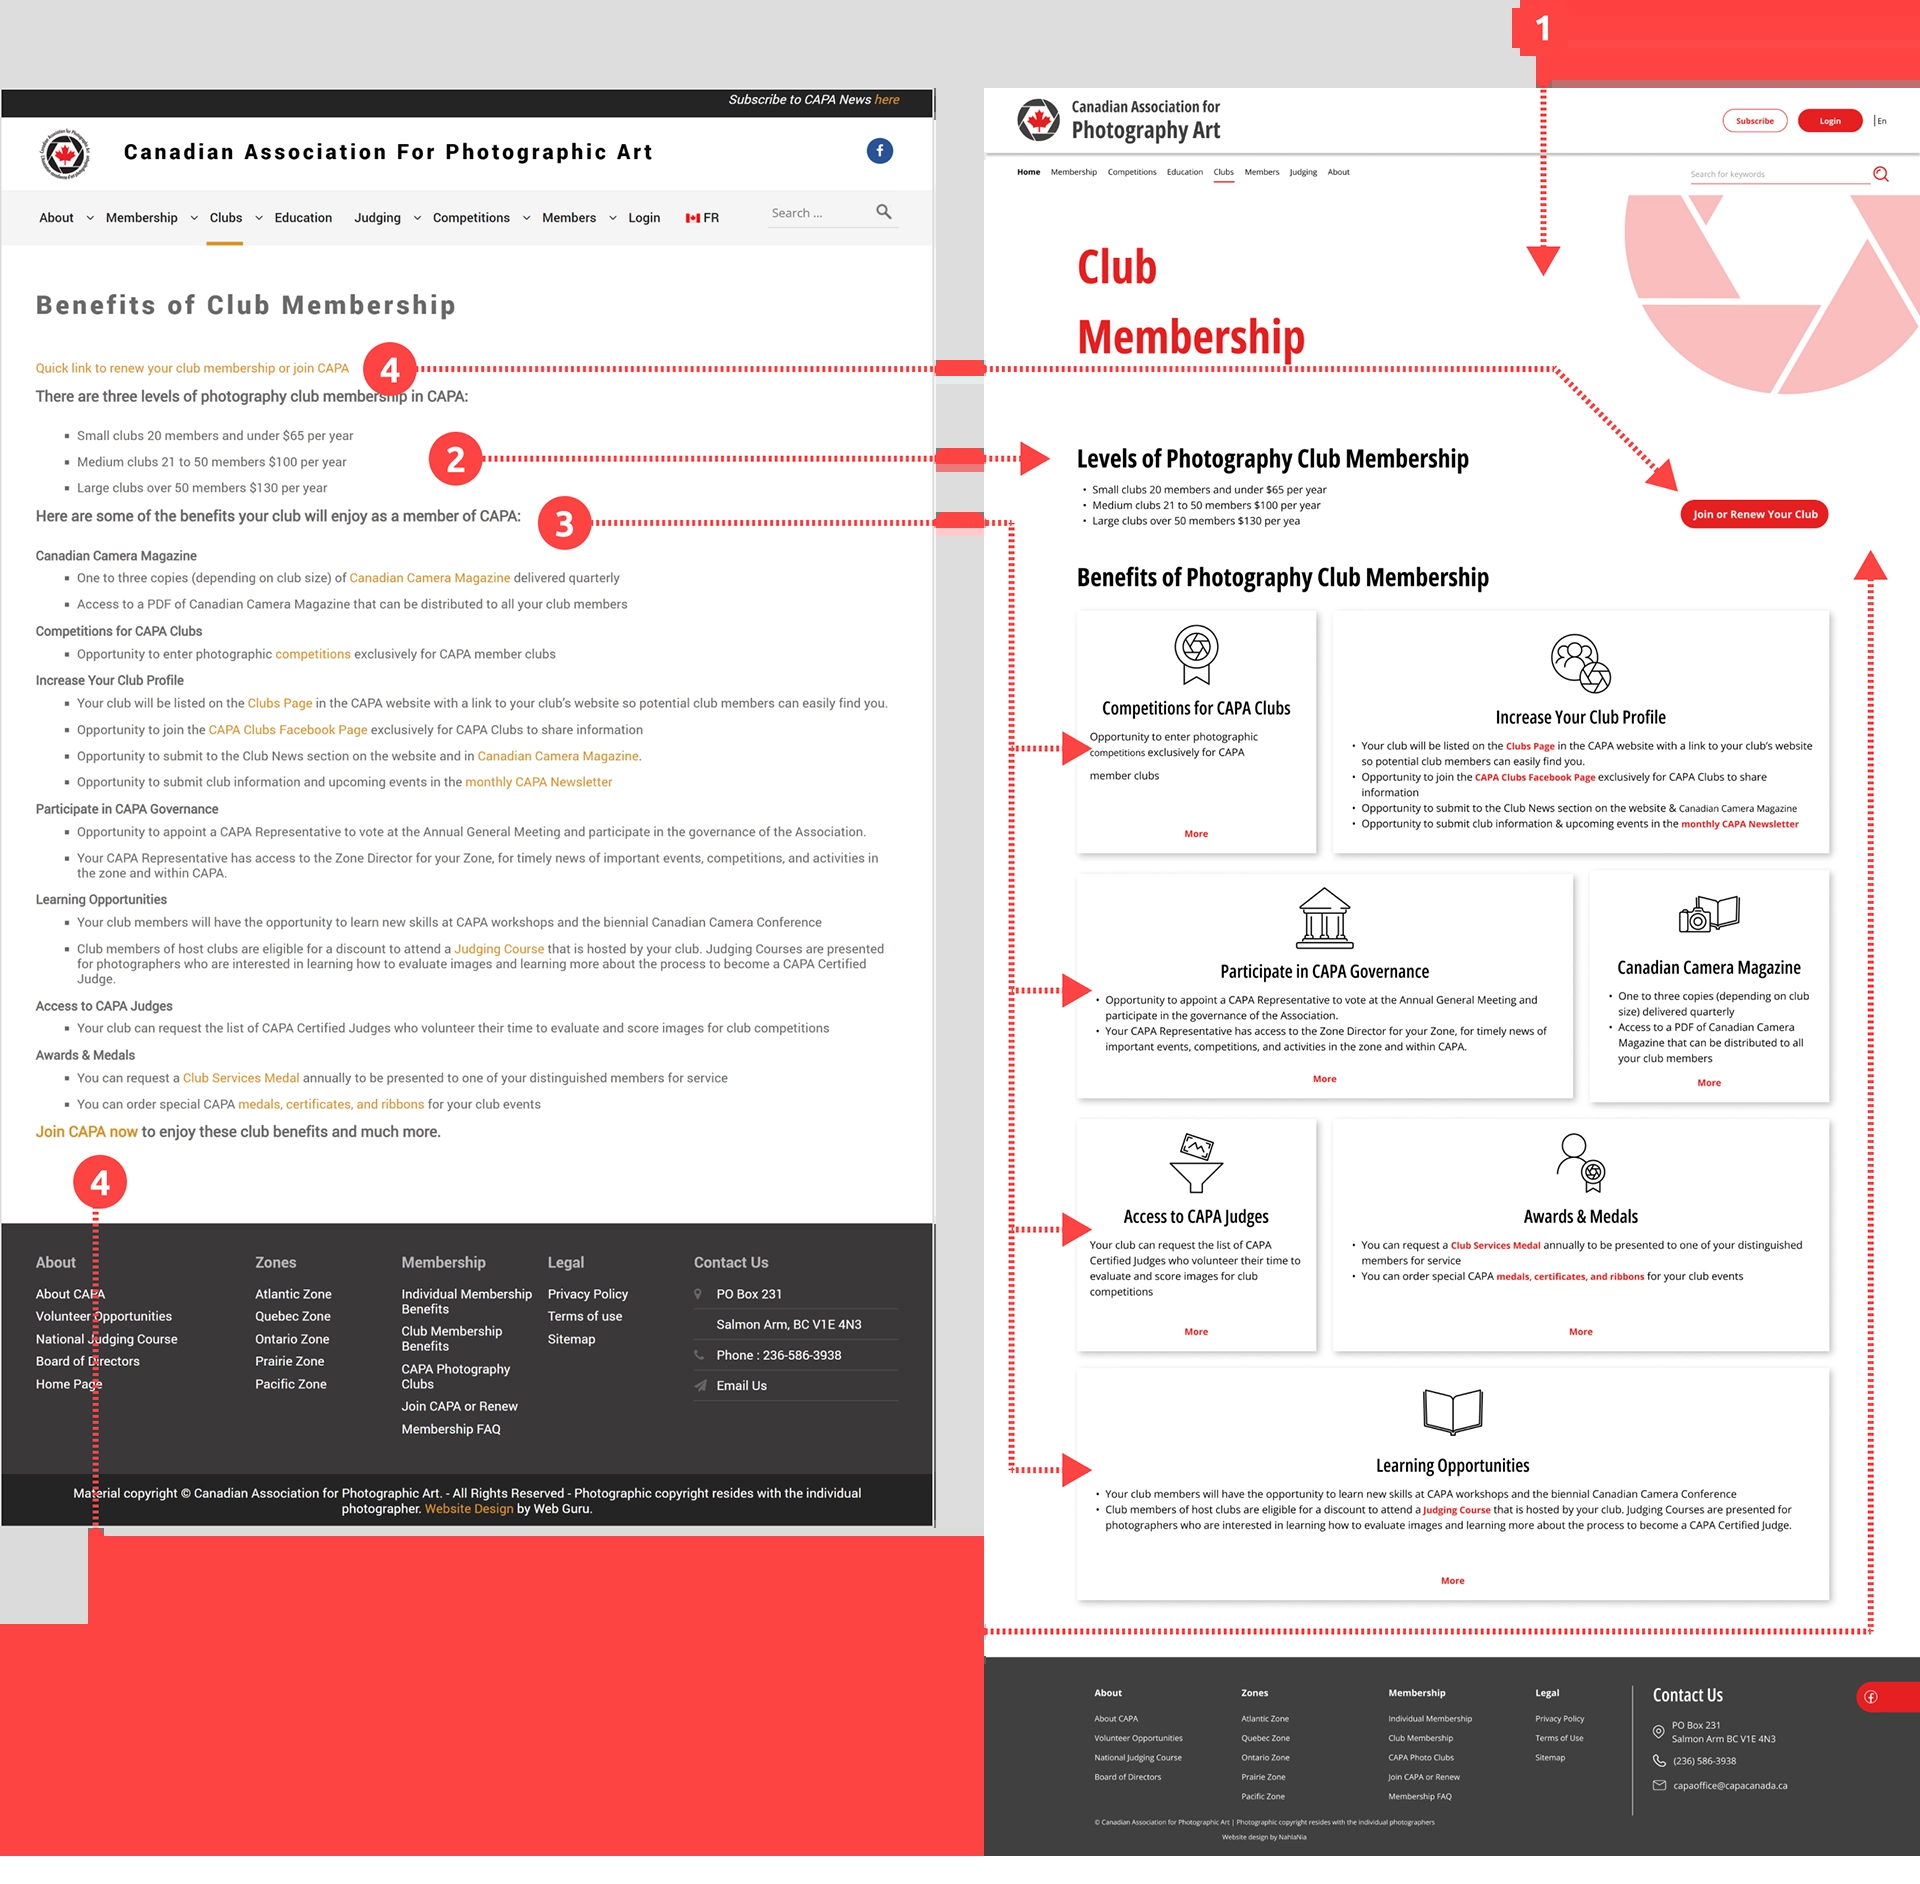 1
Subscribe to CAPA News here
Canadian Association For Photographic Art
f
About
Membership
Clubs
Education
Judging
Competitions
Members
Login
FR
Search ...
Benefits of Club Membership
Quick link to renew your club membership or join CAPA
4
There are three levels of photography club membership in CAPA:
Small clubs 20 members and under $65 per year
Medium clubs 21 to 50 members $100 per year
2
Large clubs over 50 members $130 per year
Here are some of the benefits your club will enjoy as a member of CAPA:
3
Canadian Camera Magazine
One to three copies (depending on club size) of Canadian Camera Magazine delivered quarterly
Access to a PDF of Canadian Camera Magazine that can be distributed to all your club members
Competitions for CAPA Clubs
Opportunity to enter photographic competitions exclusively for CAPA member clubs
Increase Your Club Profile
Your club will be listed on the Clubs Page in the CAPA website with a link to your club's website so potential club members can easily find you.
Opportunity to join the CAPA Clubs Facebook Page exclusively for CAPA Clubs to share information
Opportunity to submit to the Club News section on the website and in Canadian Camera Magazine.
Opportunity to submit club information and upcoming events in the monthly CAPA Newsletter
Participate in CAPA Governance
Opportunity to appoint a CAPA Representative to vote at the Annual General Meeting and participate in the governance of the Association.
Your CAPA Representative has access to the Zone Director for your Zone, for timely news of important events, competitions, and activities in
the zone and within CAPA.
Learning Opportunities
Your club members will have the opportunity to learn new skills at CAPA workshops and the biennial Canadian Camera Conference
Club members of host clubs are eligible for a discount to attend a Judging Course that is hosted by your club. Judging Courses are presented
for photographers who are interested in learning how to evaluate images and learning more about the process to become a CAPA Certified
Judge.
Access to CAPA Judges
Your club can request the list of CAPA Certified Judges who volunteer their time to evaluate and score images for club competitions
Awards & Medals
You can request a Club Services Medal annually to be presented to one of your distinguished members for service
You can order special CAPA medals, certificates, and ribbons for your club events
Join CAPA now to enjoy these club benefits and much more.
4
About
About CAPA
Volunteer Opportunities
National Judging Course
Board of Directors
Home Page
Zones
Atlantic Zone
Quebec Zone
Ontario Zone
Prairie Zone
Pacific Zone
Membership
Individual Membership
Benefits
Club Membership
Benefits
CAPA Photography
Clubs
Join CAPA or Renew
Membership FAQ
Legal
Privacy Policy
Terms of use
Sitemap
Contact Us
PO Box 231
Salmon Arm, BC V1E 4N3
Phone : 236-586-3938
Email Us
Material copyright © Canadian Association for Photographic Art. - All Rights Reserved - Photographic copyright resides with the individual
photographer. Website Design by Web Guru.
Canadian Association for
Photography Art
Subscribe
Login
En
Home
Membership
Competitions
Education
Clubs
Members
Judging
About
Search for keywords
Club
Membership
Levels of Photography Club Membership
• Small clubs 20 members and under $65 per year
• Medium clubs 21 to 50 members $100 per year
• Large clubs over 50 members $130 per yea
Join or Renew Your Club
Benefits of Photography Club Membership
Competitions for CAPA Clubs
Opportunity to enter photographic
competitions exclusively for CAPA
member clubs
More
Increase Your Club Profile
• Your club will be listed on the Clubs Page in the CAPA website with a link to your club's website
so potential club members can easily find you.
• Opportunity to join the CAPA Clubs Facebook Page exclusively for CAPA Clubs to share
information
• Opportunity to submit to the Club News section on the website & Canadian Camera Magazine
• Opportunity to submit club information & upcoming events in the monthly CAPA Newsletter
Participate in CAPA Governance
• Opportunity to appoint a CAPA Representative to vote at the Annual General Meeting and
participate in the governance of the Association.
• Your CAPA Representative has access to the Zone Director for your Zone, for timely news of
important events, competitions, and activities in the zone and within CAPA.
More
Canadian Camera Magazine
• One to three copies (depending on club
size) delivered quarterly
• Access to a PDF of Canadian Camera
Magazine that can be distributed to all
your club members
More
Access to CAPA Judges
Your club can request the list of CAPA
Certified Judges who volunteer their time to
evaluate and score images for club
competitions
More
Awards & Medals
• You can request a Club Services Medal annually to be presented to one of your distinguished
members for service
• You can order special CAPA medals, certificates, and ribbons for your club events
More
Learning Opportunities
• Your club members will have the opportunity to learn new skills at CAPA workshops and the biennial Canadian Camera Conference
• Club members of host clubs are eligible for a discount to attend a Judging Course that is hosted by your club. Judging Courses are presented for
photographers who are interested in learning how to evaluate images and learning more about the process to become a CAPA Certified Judge.
More
About
About CAPA
Volunteer Opportunities
National Judging Course
Board of Directors
Zones
Atlantic Zone
Quebec Zone
Ontario Zone
Prairie Zone
Pacific Zone
Membership
Individual Membership
Club Membership
CAPA Photo Clubs
Join CAPA or Renew
Membership FAQ
Legal
Privacy Policy
Terms of Use
Sitemap
Contact Us
PO Box 231
Salmon Arm BC V1E 4N3
(236) 586-3938
capaoffice@capacanada.ca
© Canadian Association for Photographic Art | Photographic copyright resides with the individual photographers
Website design by NahlaNia